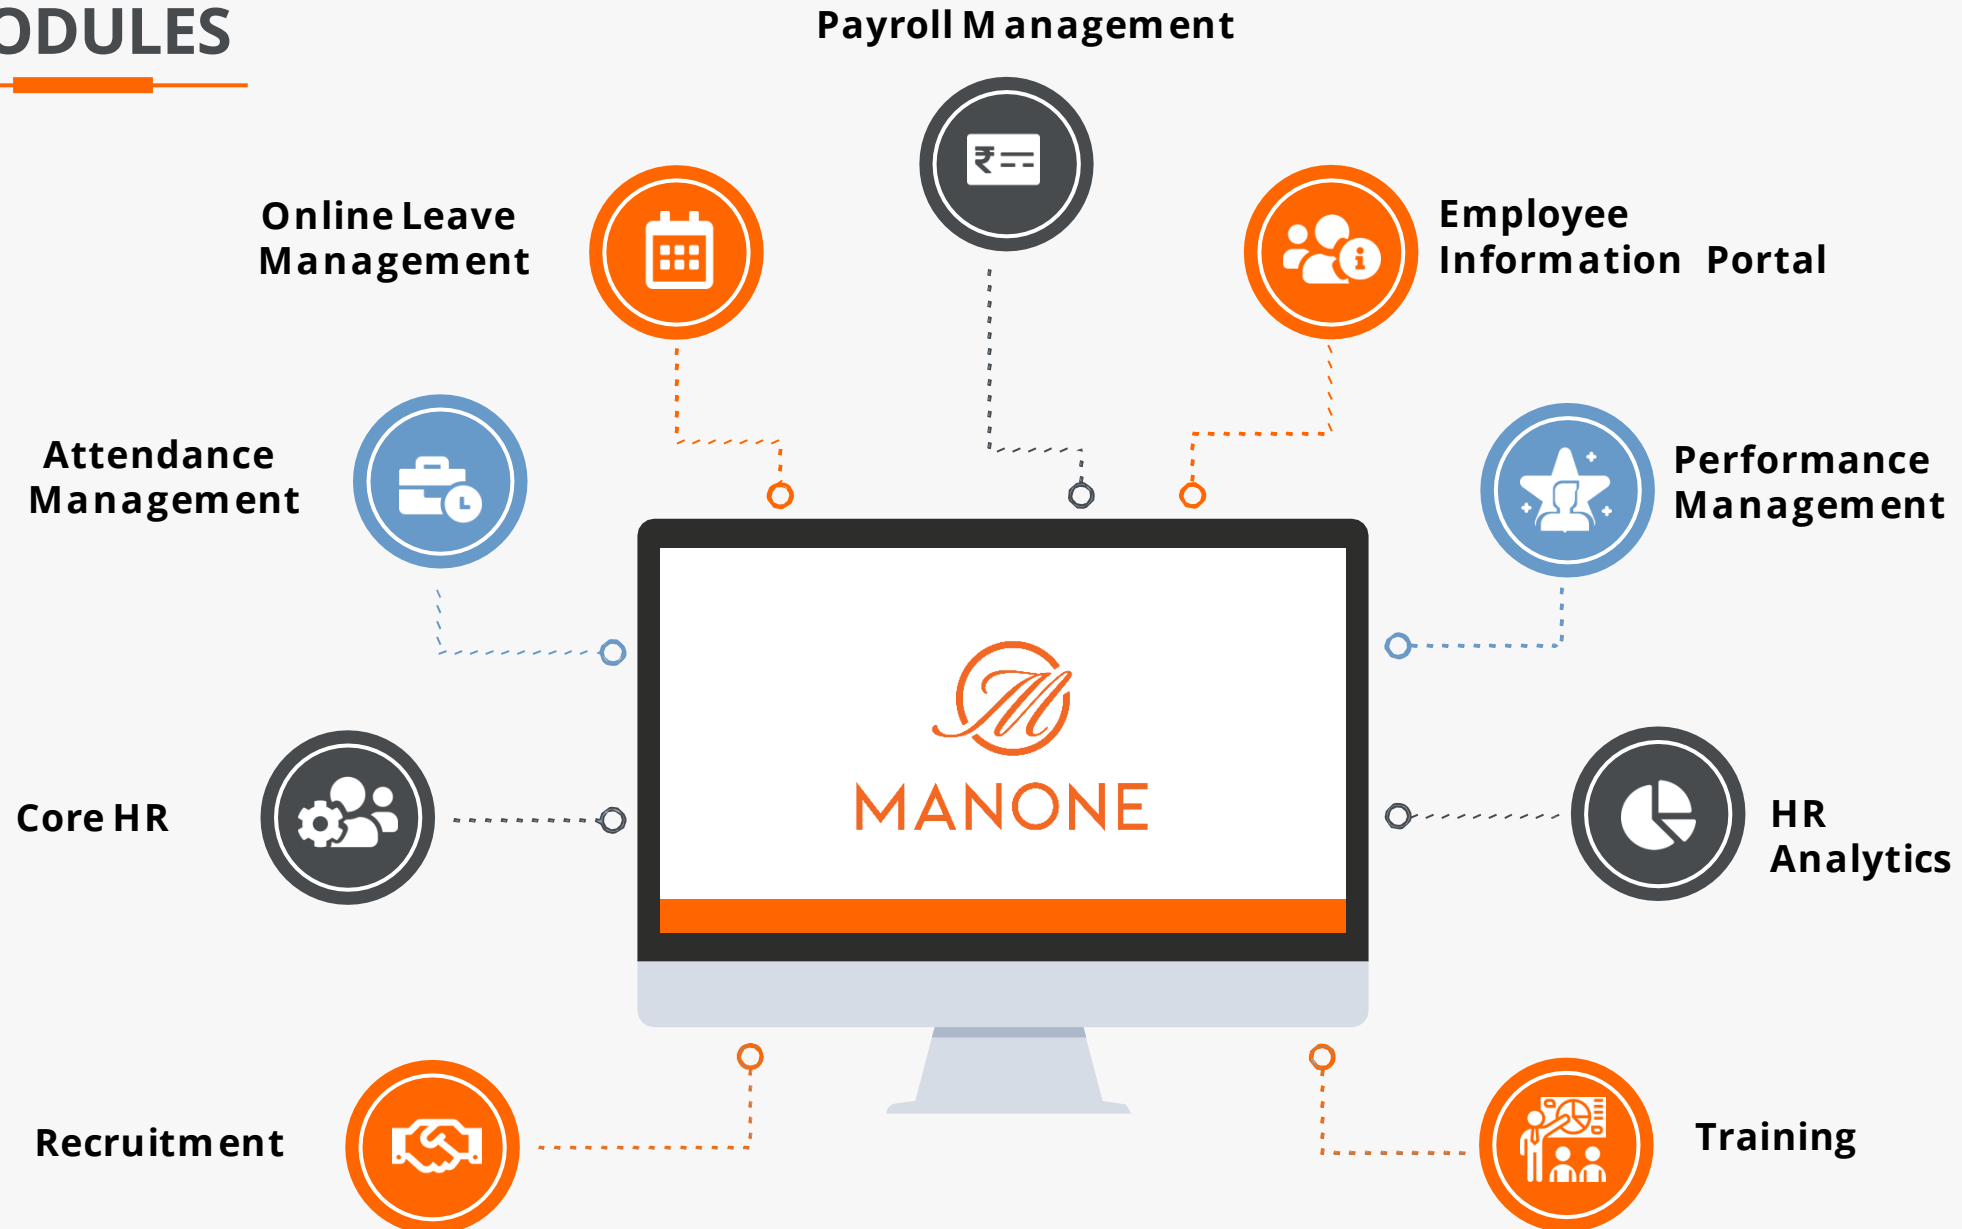 ODULES
Payroll Management
Online Leave
Management
Employee
Information Portal
Attendance
Management
Performance
Management
M
MANONE
Core HR
HR
Analytics
Recruitment
Training
₹
i